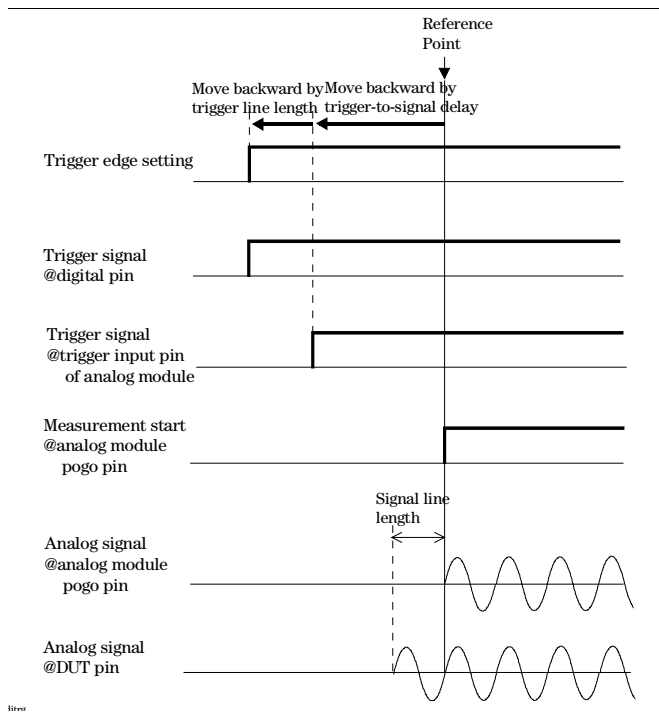 Reference
Point
Move backward by
trigger line length
Move backward by
trigger-to-signal delay
Trigger edge setting
Trigger signal
@digital pin
Trigger signal
@trigger input pin
of analog module
Measurement start
@analog module
pogo pin
Signal line
length
Analog signal
@analog module
pogo pin
Analog signal
@DUT pin